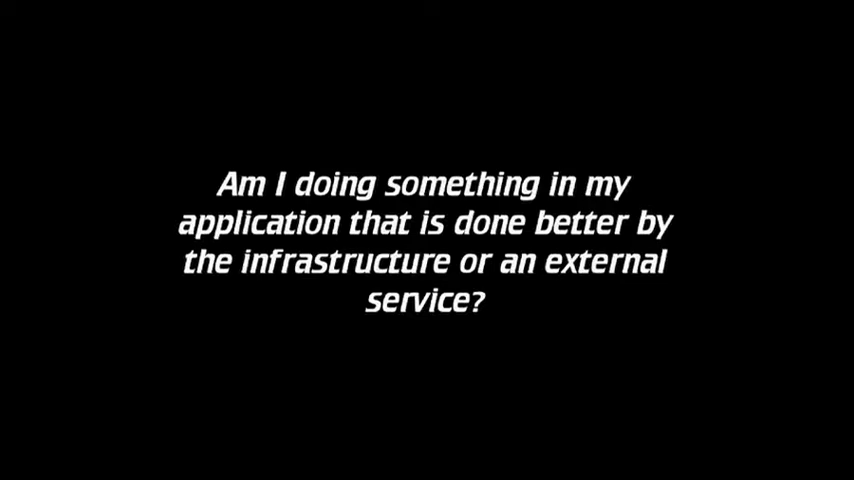 Am I doing something in my
application that is done better by
the infrastructure or an external
service?